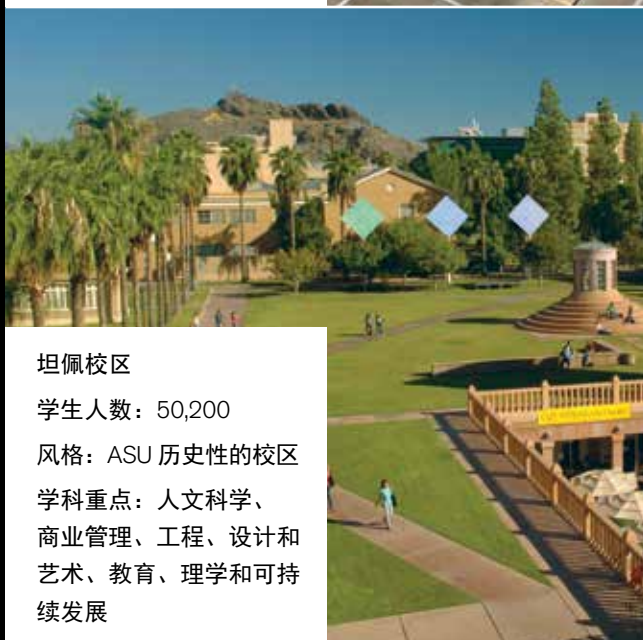 坦佩校区
学生人数：50,200
风格：ASU 历史性的校区
学科重点：人文科学、
商业管理、工程、设计和
艺术、教育、理学和可持
续发展